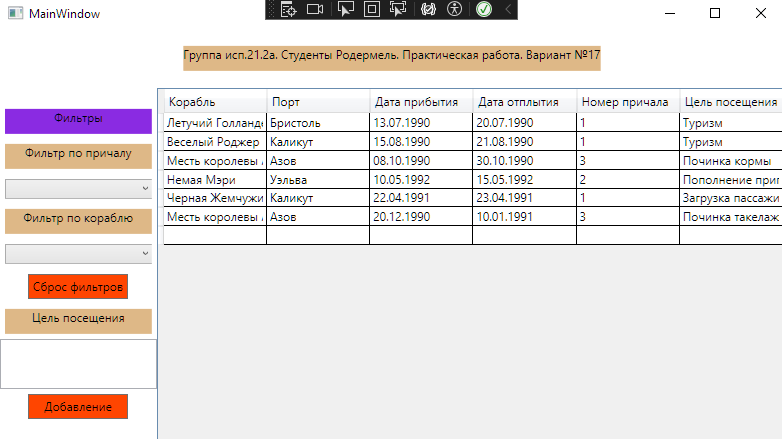 MainWindow
Группа исп.21.2а. Студенты Родермель. Практическая работа. Вариант №17
Фильтры
Фильтр по причалу
Фильтр по кораблю
Сброс фильтров
Цель посещения
Добавление
Корабль Порт Дата прибытия Дата отплытия Номер причала Цель посещения
Летучий Голланде Бристоль 13.07.1990 20.07.1990 1 Туризм
Веселый Роджер Каликут 15.08.1990 21.08.1990 1 Туризм
Месть королевы Азов 08.10.1990 30.10.1990 3 Починка кормы
Немая Мэри Уэльва 10.05.1992 15.05.1992 2 Пополнение
Черная Жемчужи Каликут 22.04.1991 23.04.1991 1 Загрузка пассажи
Месть королевы Азов 20.12.1990 10.01.1991 3 Починка такелаж